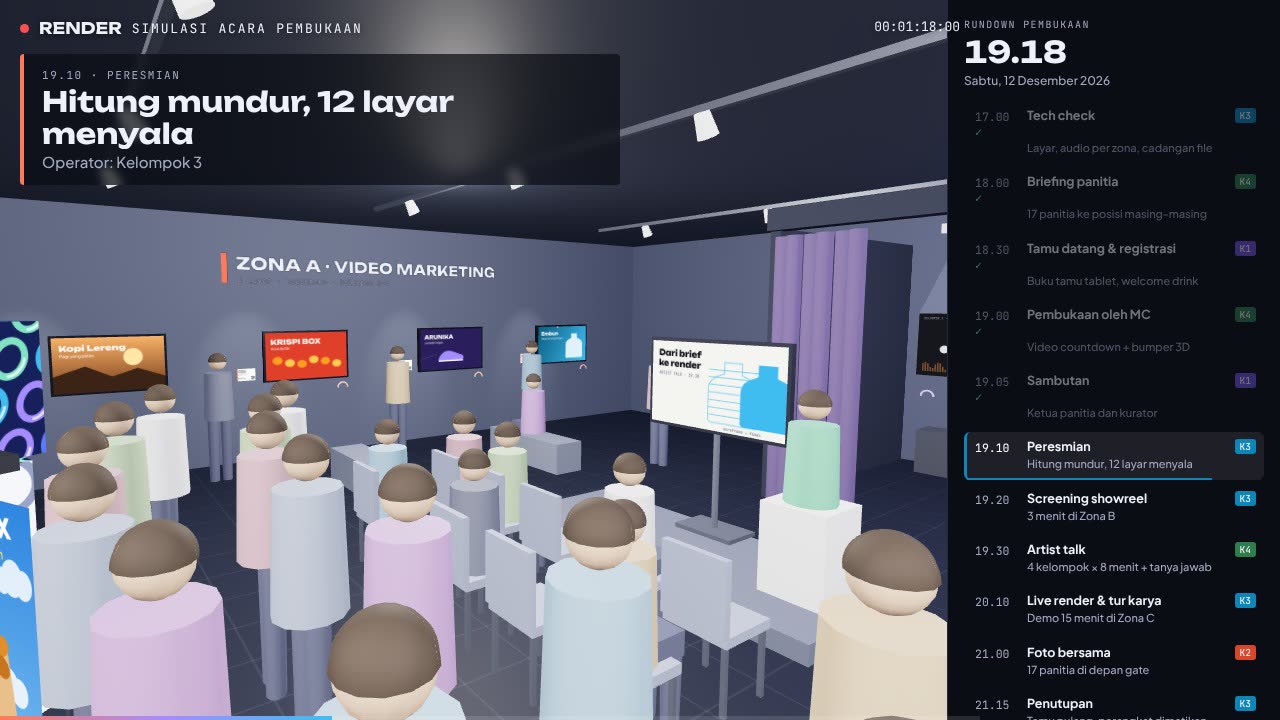 RENDER SIMULASI ACARA PEMBUKAAN
00:01:18:00
19.10 · PERESMIAN
Hitung mundur, 12 layar
menyala
Operator: Kelompok 3
ZONA A · VIDEO MARKETING
Kopi Lereng
KRISPI BOX
ARUNIKA
Embun
Dari brief
ke render
ARTIST TALK · 19.30
X
RUNDOWN PEMBUKAAN
19.18
Sabtu, 12 Desember 2026
17.00 Tech check K3
✓
Layar, audio per zona, cadangan file
18.00 Briefing panitia K4
✓
17 panitia ke posisi masing-masing
18.30 Tamu datang & registrasi K1
✓
Buku tamu tablet, welcome drink
19.00 Pembukaan oleh MC K4
✓
Video countdown + bumper 3D
19.05 Sambutan K1
✓
Ketua panitia dan kurator
19.10 Peresmian K3
Hitung mundur, 12 layar menyala
19.20 Screening showreel K3
3 menit di Zona B
19.30 Artist talk K4
4 kelompok × 8 menit + tanya jawab
20.10 Live render & tur karya K3
Demo 15 menit di Zona C
21.00 Foto bersama K2
17 panitia di depan gate
21.15 Penutupan K3